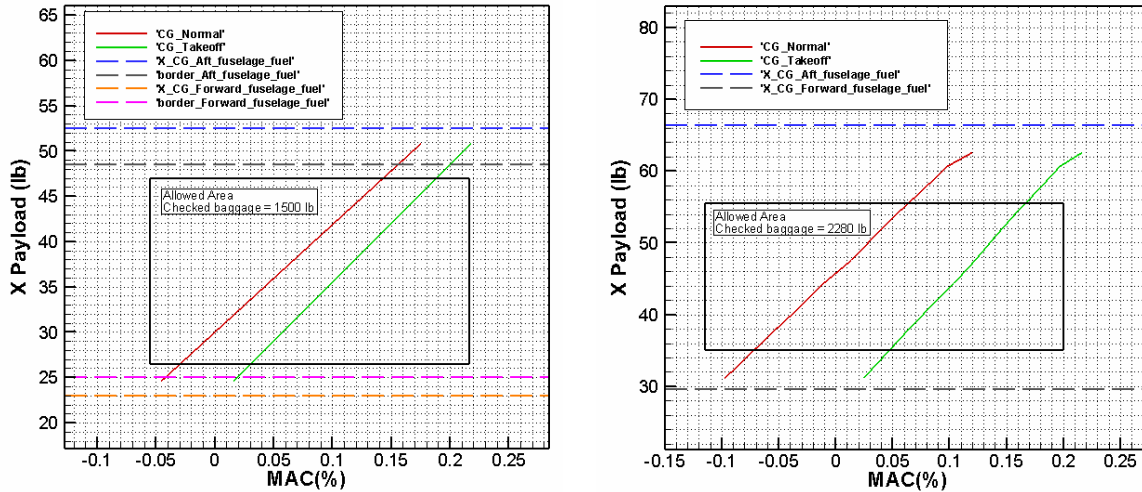 'CG_Normal'
'CG_Takeoff'
'X_CG_Aft_fuselage_fuel'
'border_Aft_fuselage_fuel'
'X_CG_Forward_fuselage_fuel'
'border_Forward_fuselage_fuel'
Allowed Area
Checked baggage = 1500 lb
X Payload (lb)
65
60
55
50
45
40
35
30
25
20
-0.1
-0.05
0
0.05
0.1
0.15
0.2
0.25
MAC(%)
'CG_Normal'
'CG_Takeoff'
'X_CG_Aft_fuselage_fuel'
'X_CG_Forward_fuselage_fuel'
Allowed Area
Checked baggage = 2280 lb
X Payload (lb)
80
70
60
50
40
30
-0.15
-0.1
-0.05
0
0.05
0.1
0.15
0.2
0.25
MAC(%)